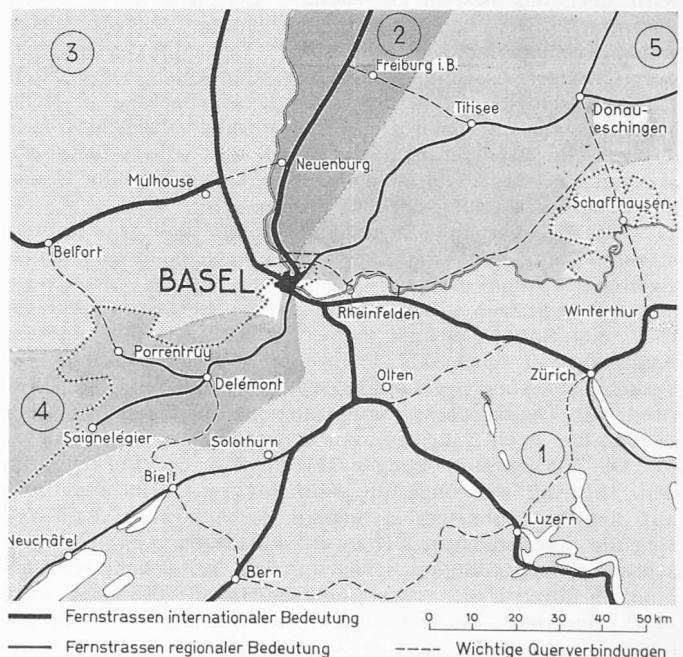 3
2
5
Freiburg i.B.
Titisee
Donau-
eschingen
Neuenburg
Mülhouse
Schaffhausen
Belfort
BASEL
Rheinfelden
Winterthur
Porrentruy
Olten
Zürich
Delémont
4
Saignelégier
Solothurn
1
Biel
Luzern
Neuchâtel
Bern
Fernstrassen internationaler Bedeutung
0 10 20 30 40 50 km
Fernstrassen regionaler Bedeutung
Wichtige Querverbindungen